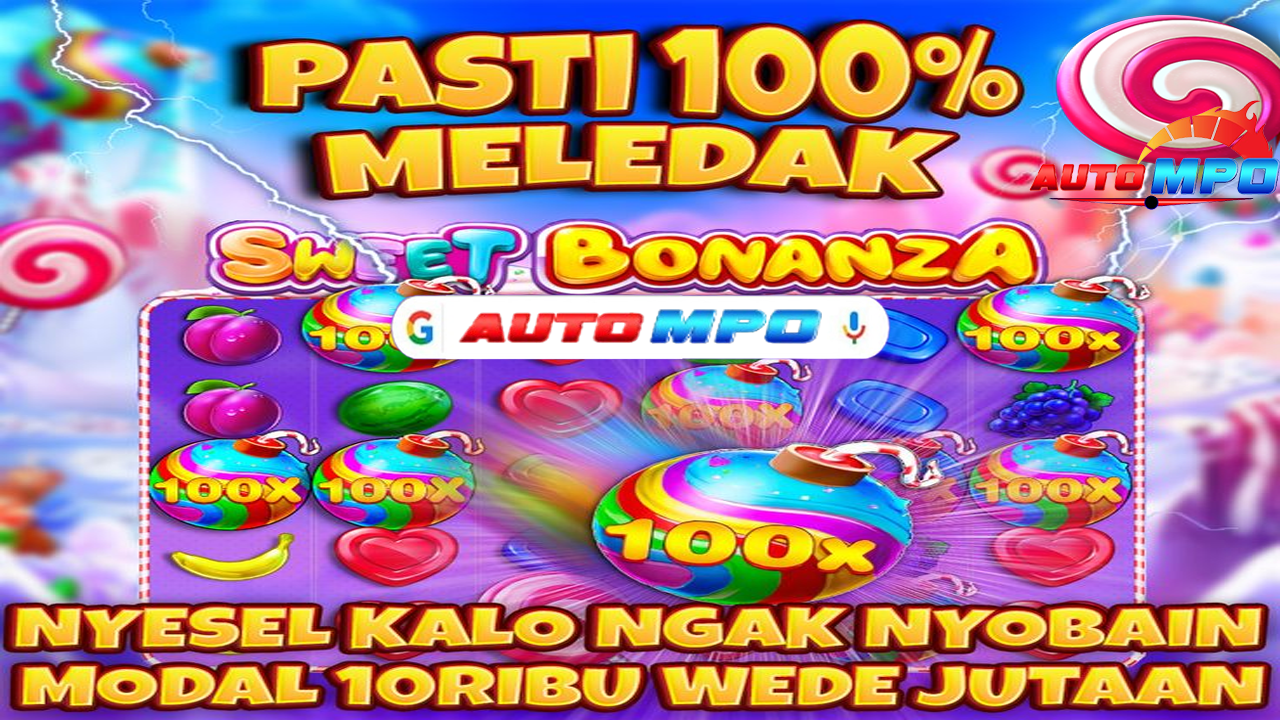 PASTI 100%
MELEDAK
AUTO MPO
SWEET BONANZA
G AUTO MPO
100x
100x
100x
100x
100x
100x
100x
NYESEL KALO NGAK NYOBAIN
MODAL 10RIBU WEDE JUTAAN